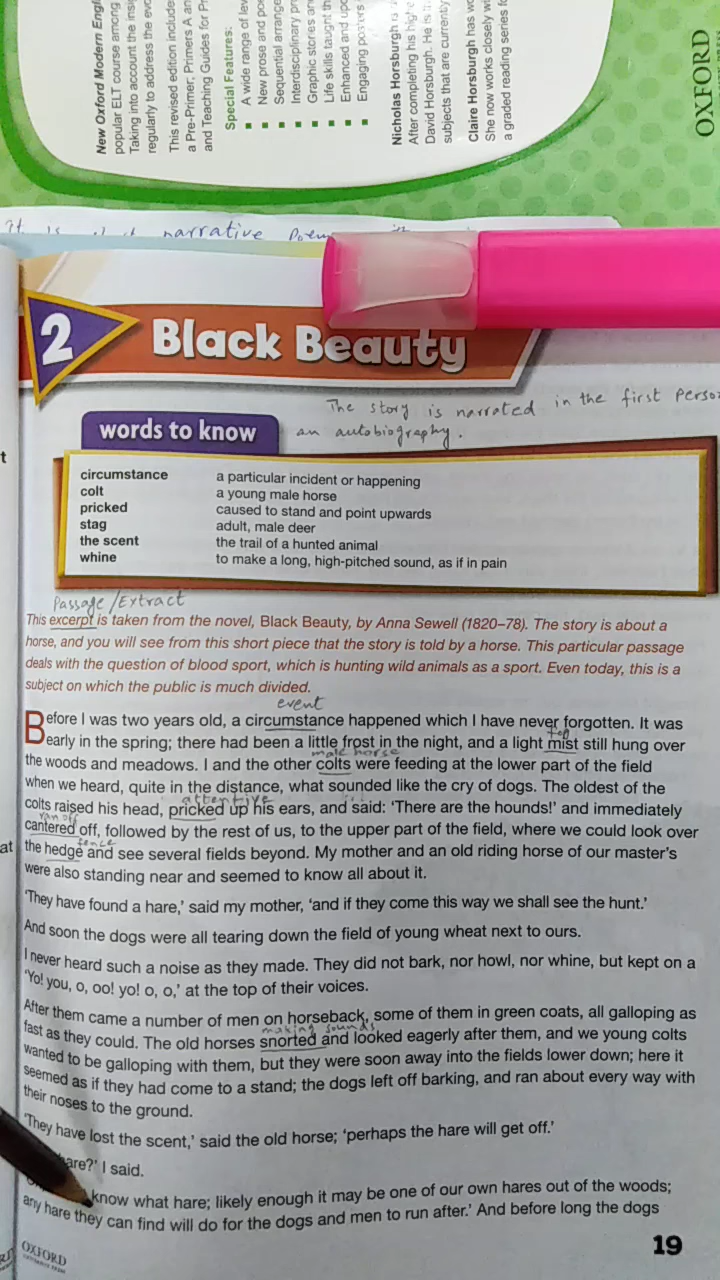 New Oxford Modern Engl
popular ELT course among
Taking into account the insi
regularly to address the evo
This revised edition include
a Pre-Primer; Primers A an
and Teaching Guides for Pr
Special Features:
A wide range of lev
New prose and poe
Sequential arrange
Interdisciplinary pr
Graphic stories an
Life skills taught th
Enhanced and upd
Engaging posters
Nicholas Horsburgh
After completing his highe
David Horsburgh. He is
subjects that are currently
Claire Horsburgh has wo
She now works closely wi
a graded reading series fo
OXFORD
It is narrative Poem
2
Black Beauty
The story is narrated in the first Perso
an autobiography.
words to know
circumstance a particular incident or happening
colt a young male horse
pricked caused to stand and point upwards
stag adult, male deer
the scent the trail of a hunted animal
whine to make a long, high-pitched sound, as if in pain
t
Passage/Extract
This excerpt is taken from the novel, Black Beauty, by Anna Sewell (1820–78). The story is about a
horse, and you will see from this short piece that the story is told by a horse. This particular passage
deals with the question of blood sport, which is hunting wild animals as a sport. Even today, this is a
subject on which the public is much divided.
event
Before I was two years old, a circumstance happened which I have never forgotten. It was
fog
early in the spring; there had been a little frost in the night, and a light mist still hung over
male horse
the woods and meadows. I and the other colts were feeding at the lower part of the field
when we heard, quite in the distance, what sounded like the cry of dogs. The oldest of the
attentive
colts raised his head, pricked up his ears, and said: ‘There are the hounds!’ and immediately
ran off
cantered off, followed by the rest of us, to the upper part of the field, where we could look over
fence
at
the hedge and see several fields beyond. My mother and an old riding horse of our master’s
were also standing near and seemed to know all about it.
‘They have found a hare,’ said my mother, ‘and if they come this way we shall see the hunt.’
And soon the dogs were all tearing down the field of young wheat next to ours.
I never heard such a noise as they made. They did not bark, nor howl, nor whine, but kept on a
‘Yo! you, o, oo! yo! o, o,’ at the top of their voices.
After them came a number of men on horseback, some of them in green coats, all galloping as
making sounds
fast as they could. The old horses snorted and looked eagerly after them, and we young colts
wanted to be galloping with them, but they were soon away into the fields lower down; here it
seemed as if they had come to a stand; the dogs left off barking, and ran about every way with
their noses to the ground.
‘They have lost the scent,’ said the old horse; ‘perhaps the hare will get off.’
hare?’ I said.
know what hare; likely enough it may be one of our own hares out of the woods;
any hare they can find will do for the dogs and men to run after.’ And before long the dogs
19
OXFORD